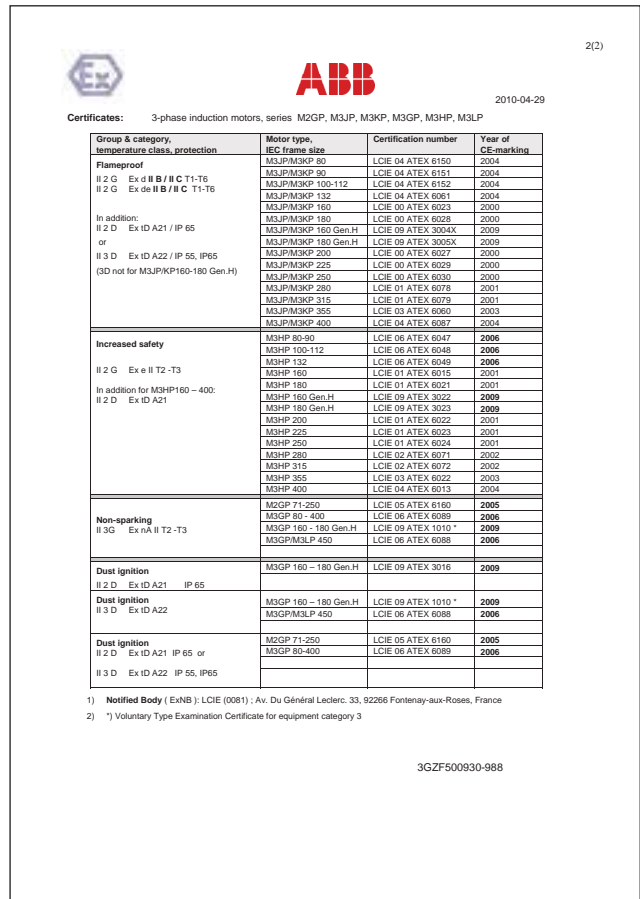 2(2)
Ex
ABB
2010-04-29
Certificates: 3-phase induction motors, series M2GP, M3JP, M3KP, M3GP, M3HP, M3LP
Group & category, temperature class, protection | Motor type, IEC frame size | Certification number | Year of CE-marking
Flameproof
II 2 G Ex d II B / II C T1-T6
II 2 G Ex de II B / II C T1-T6
In addition:
II 2 D Ex tD A21 / IP 65
or
II 3 D Ex tD A22 / IP 55, IP65
(3D not for M3JP/KP160-180 Gen.H)
M3JP/M3KP 80 LCIE 04 ATEX 6150 2004
M3JP/M3KP 90 LCIE 04 ATEX 6151 2004
M3JP/M3KP 100-112 LCIE 04 ATEX 6152 2004
M3JP/M3KP 132 LCIE 04 ATEX 6061 2004
M3JP/M3KP 160 LCIE 00 ATEX 6023 2000
M3JP/M3KP 180 LCIE 00 ATEX 6028 2000
M3JP/M3KP 160 Gen.H LCIE 09 ATEX 3004X 2009
M3JP/M3KP 180 Gen.H LCIE 09 ATEX 3005X 2009
M3JP/M3KP 200 LCIE 00 ATEX 6027 2000
M3JP/M3KP 225 LCIE 00 ATEX 6029 2000
M3JP/M3KP 250 LCIE 00 ATEX 6030 2000
M3JP/M3KP 280 LCIE 01 ATEX 6078 2001
M3JP/M3KP 315 LCIE 01 ATEX 6079 2001
M3JP/M3KP 355 LCIE 03 ATEX 6060 2003
M3JP/M3KP 400 LCIE 04 ATEX 6087 2004
Increased safety
II 2 G Ex e II T2 -T3
In addition for M3HP160 – 400:
II 2 D Ex tD A21
M3HP 80-90 LCIE 06 ATEX 6047 2006
M3HP 100-112 LCIE 06 ATEX 6048 2006
M3HP 132 LCIE 06 ATEX 6049 2006
M3HP 160 LCIE 01 ATEX 6015 2001
M3HP 180 LCIE 01 ATEX 6021 2001
M3HP 160 Gen.H LCIE 09 ATEX 3022 2009
M3HP 180 Gen.H LCIE 09 ATEX 3023 2009
M3HP 200 LCIE 01 ATEX 6022 2001
M3HP 225 LCIE 01 ATEX 6023 2001
M3HP 250 LCIE 01 ATEX 6024 2001
M3HP 280 LCIE 02 ATEX 6071 2002
M3HP 315 LCIE 02 ATEX 6072 2002
M3HP 355 LCIE 03 ATEX 6022 2003
M3HP 400 LCIE 04 ATEX 6013 2004
Non-sparking
II 3G Ex nA II T2 -T3
M2GP 71-250 LCIE 05 ATEX 6160 2005
M3GP 80 - 400 LCIE 06 ATEX 6089 2006
M3GP 160 - 180 Gen.H LCIE 09 ATEX 1010 * 2009
M3GP/M3LP 450 LCIE 06 ATEX 6088 2006
Dust ignition
II 2 D Ex tD A21 IP 65
M3GP 160 – 180 Gen.H LCIE 09 ATEX 3016 2009
Dust ignition
II 3 D Ex tD A22
M3GP 160 – 180 Gen.H LCIE 09 ATEX 1010 * 2009
M3GP/M3LP 450 LCIE 06 ATEX 6088 2006
Dust ignition
II 2 D Ex tD A21 IP 65 or
II 3 D Ex tD A22 IP 55, IP65
M2GP 71-250 LCIE 05 ATEX 6160 2005
M3GP 80-400 LCIE 06 ATEX 6089 2006
1) Notified Body ( ExNB ): LCIE (0081) ; Av. Du Général Leclerc. 33, 92266 Fontenay-aux-Roses, France
2) *) Voluntary Type Examination Certificate for equipment category 3
3GZF500930-988